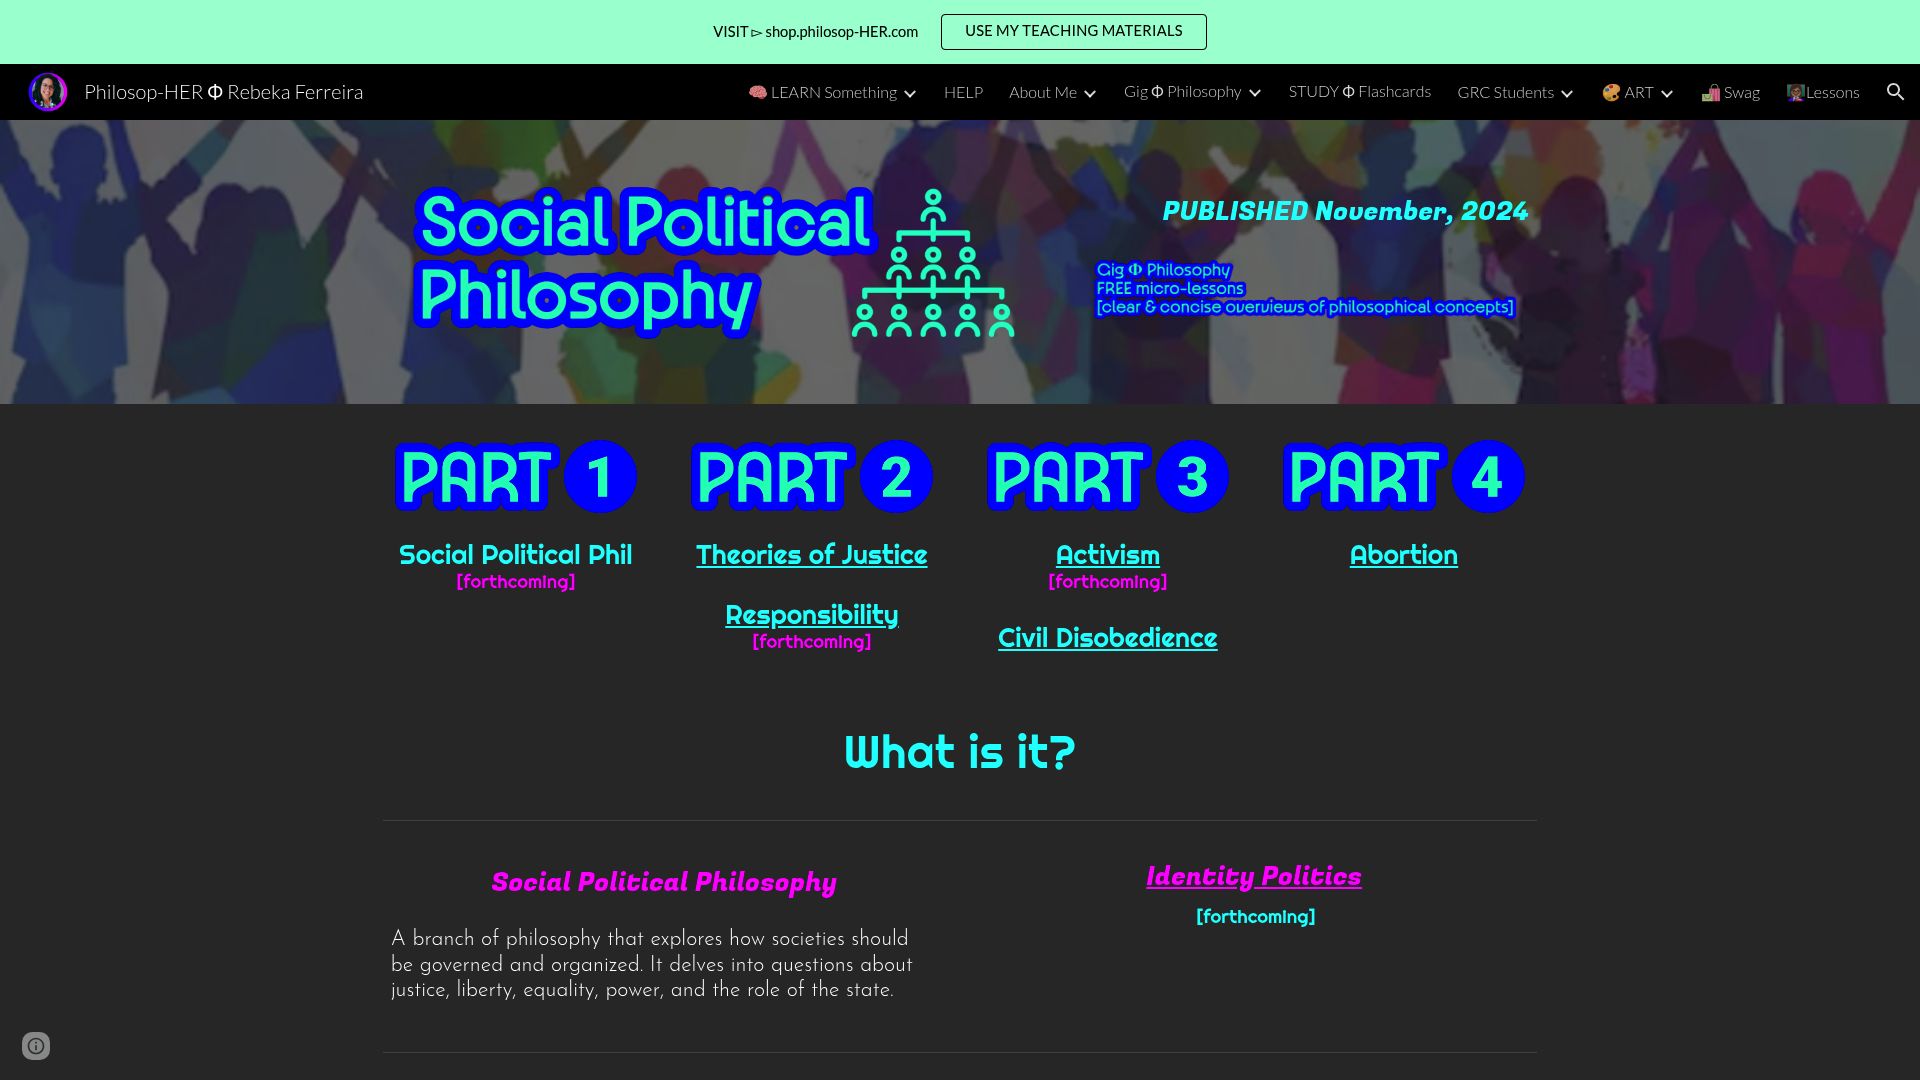 VISIT ▻ shop.philosop-HER.com
USE MY TEACHING MATERIALS
Philosop-HER Φ Rebeka Ferreira
🧠 LEARN Something
HELP
About Me
Gig Φ Philosophy
STUDY Φ Flashcards
GRC Students
🎨 ART
🛍️ Swag
👩🏽‍🏫Lessons
Social Political
Philosophy
PUBLISHED November, 2024
Gig Φ Philosophy
FREE micro-lessons
[clear & concise overviews of philosophical concepts]
PART 1
PART 2
PART 3
PART 4
Social Political Phil
[forthcoming]
Theories of Justice
Responsibility
[forthcoming]
Activism
[forthcoming]
Civil Disobedience
Abortion
What is it?
Social Political Philosophy
A branch of philosophy that explores how societies should
be governed and organized. It delves into questions about
justice, liberty, equality, power, and the role of the state.
Identity Politics
[forthcoming]